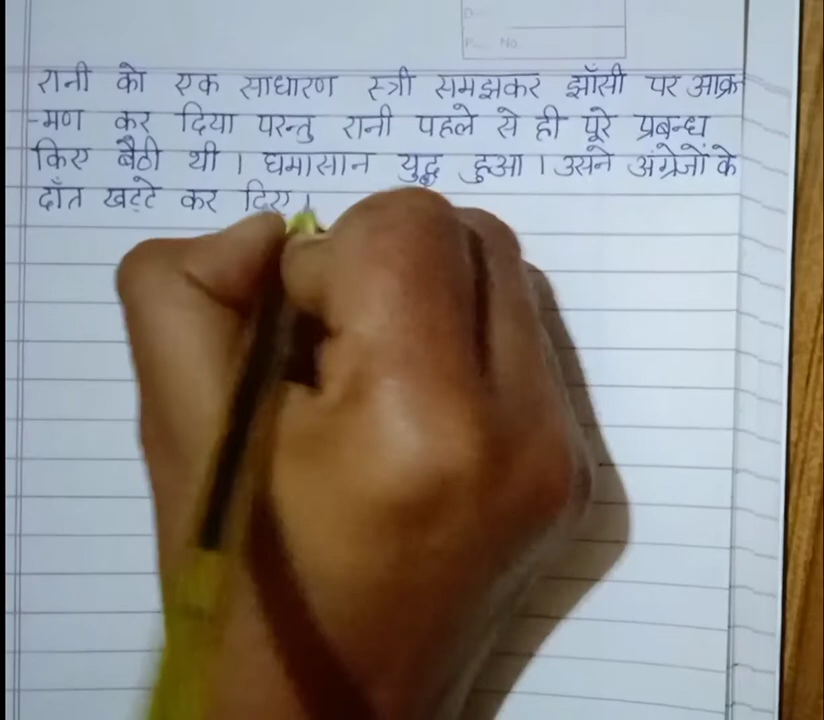 रानी को एक साधारण स्त्री समझकर झाँसी पर आक्र
-मण कर दिया परन्तु रानी पहले से ही पूरे प्रबन्ध
किए बैठी थी । घमासान युद्ध हुआ । उसने अंग्रेजों के
दाँत खट्टे कर दिए ।